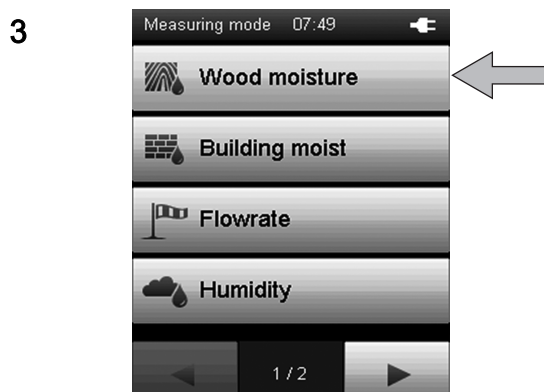 3
Measuring mode 07:49
Wood moisture
Building moist
Flowrate
Humidity
1 / 2